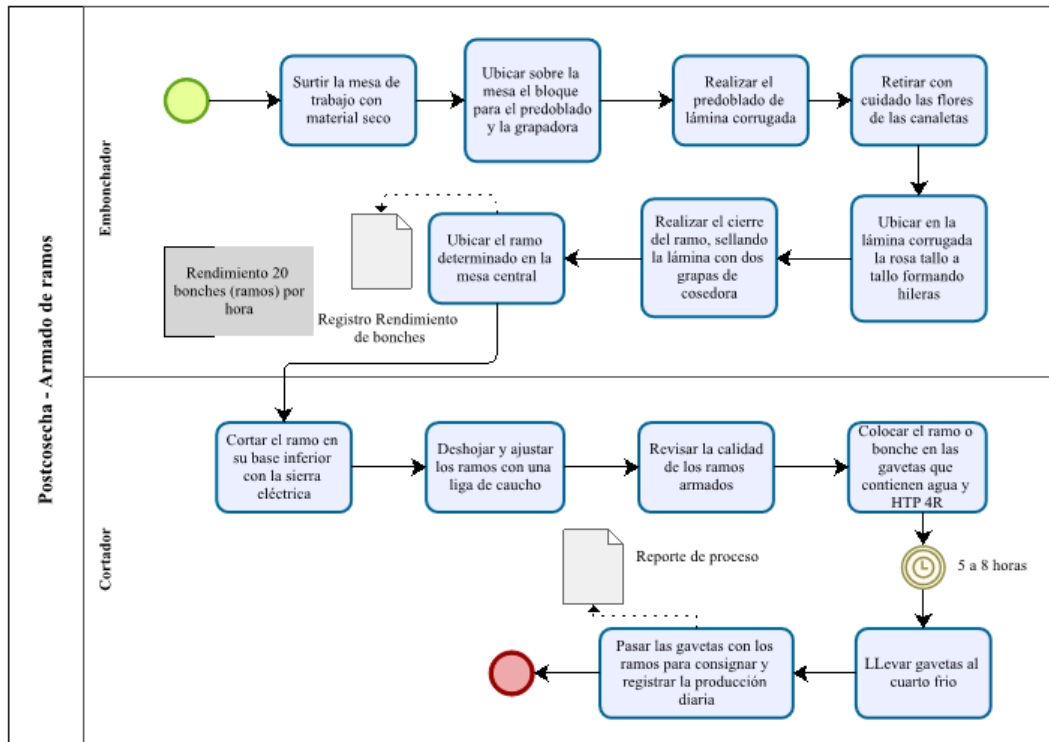 Postcosecha - Armado de ramos
Embonchador
Surtir la mesa de
trabajo con
material seco
Ubicar sobre la
mesa el bloque
para el predoblado
y la grapadora
Realizar el
predoblado de
lámina corrugada
Retirar con
cuidado las flores
de las canaletas
Ubicar en la
lámina corrugada
la rosa tallo a
tallo formando
hileras
Realizar el cierre
del ramo, sellando
la lámina con dos
grapas de
cosedora
Ubicar el ramo
determinado en la
mesa central
Registro Rendimiento
de bonches
Rendimiento 20
bonches (ramos) por
hora
Cortador
Cortar el ramo en
su base inferior
con la sierra
eléctrica
Deshojar y ajustar
los ramos con una
liga de caucho
Revisar la calidad
de los ramos
armados
Colocar el ramo o
bonche en las
gavetas que
contienen agua y
HTP 4R
5 a 8 horas
LLevar gavetas al
cuarto frio
Pasar las gavetas con los
ramos para consignar y
registrar la producción
diaria
Reporte de proceso